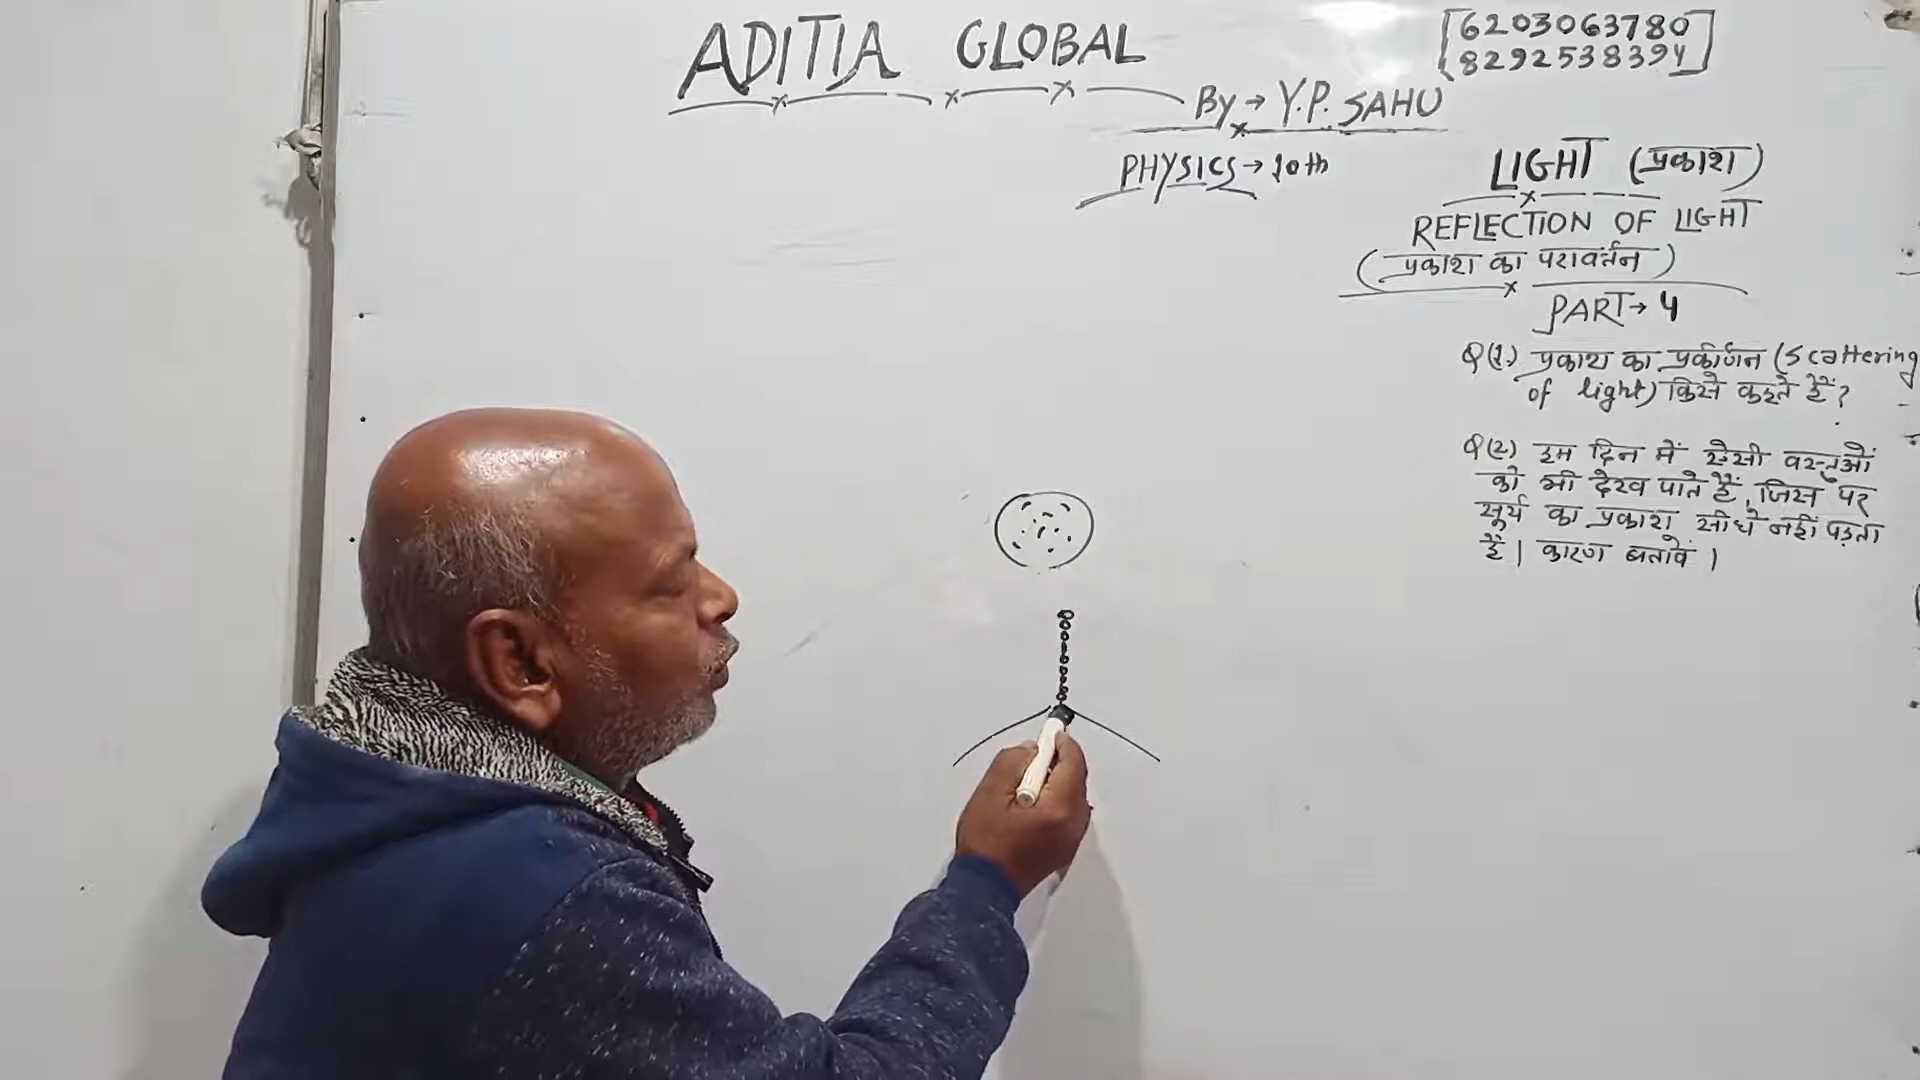 ADITIA GLOBAL
[6203063780
8292538394]
By → Y.P. SAHU
PHYSICS → 10th
LIGHT (प्रकाश)
REFLECTION OF LIGHT
(प्रकाश का परावर्तन)
PART → 4
Q(1.) प्रकाश का प्रकीर्णन (Scattering
of light) किसे कहते हैं?
Q(2.) हम दिन में ऐसी वस्तुओं
को भी देख पाते हैं, जिस पर
सूर्य का प्रकाश सीधे नहीं पड़ता
है। कारण बतावें।